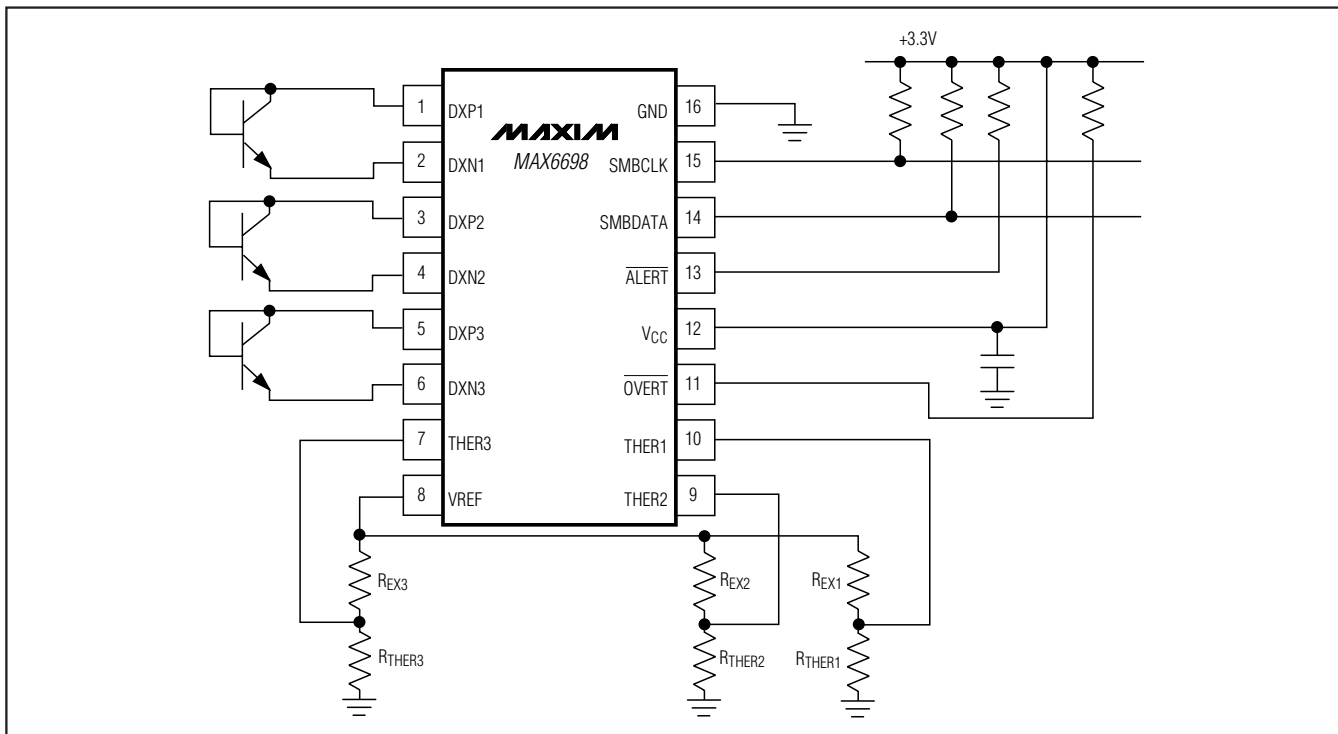 +3.3V
MAXIM
MAX6698
1 DXP1
2 DXN1
3 DXP2
4 DXN2
5 DXP3
6 DXN3
7 THER3
8 VREF
GND 16
SMBCLK 15
SMBDATA 14
ALERT 13
VCC 12
OVERT 11
THER1 10
THER2 9
REX3
RTHER3
REX2
RTHER2
REX1
RTHER1